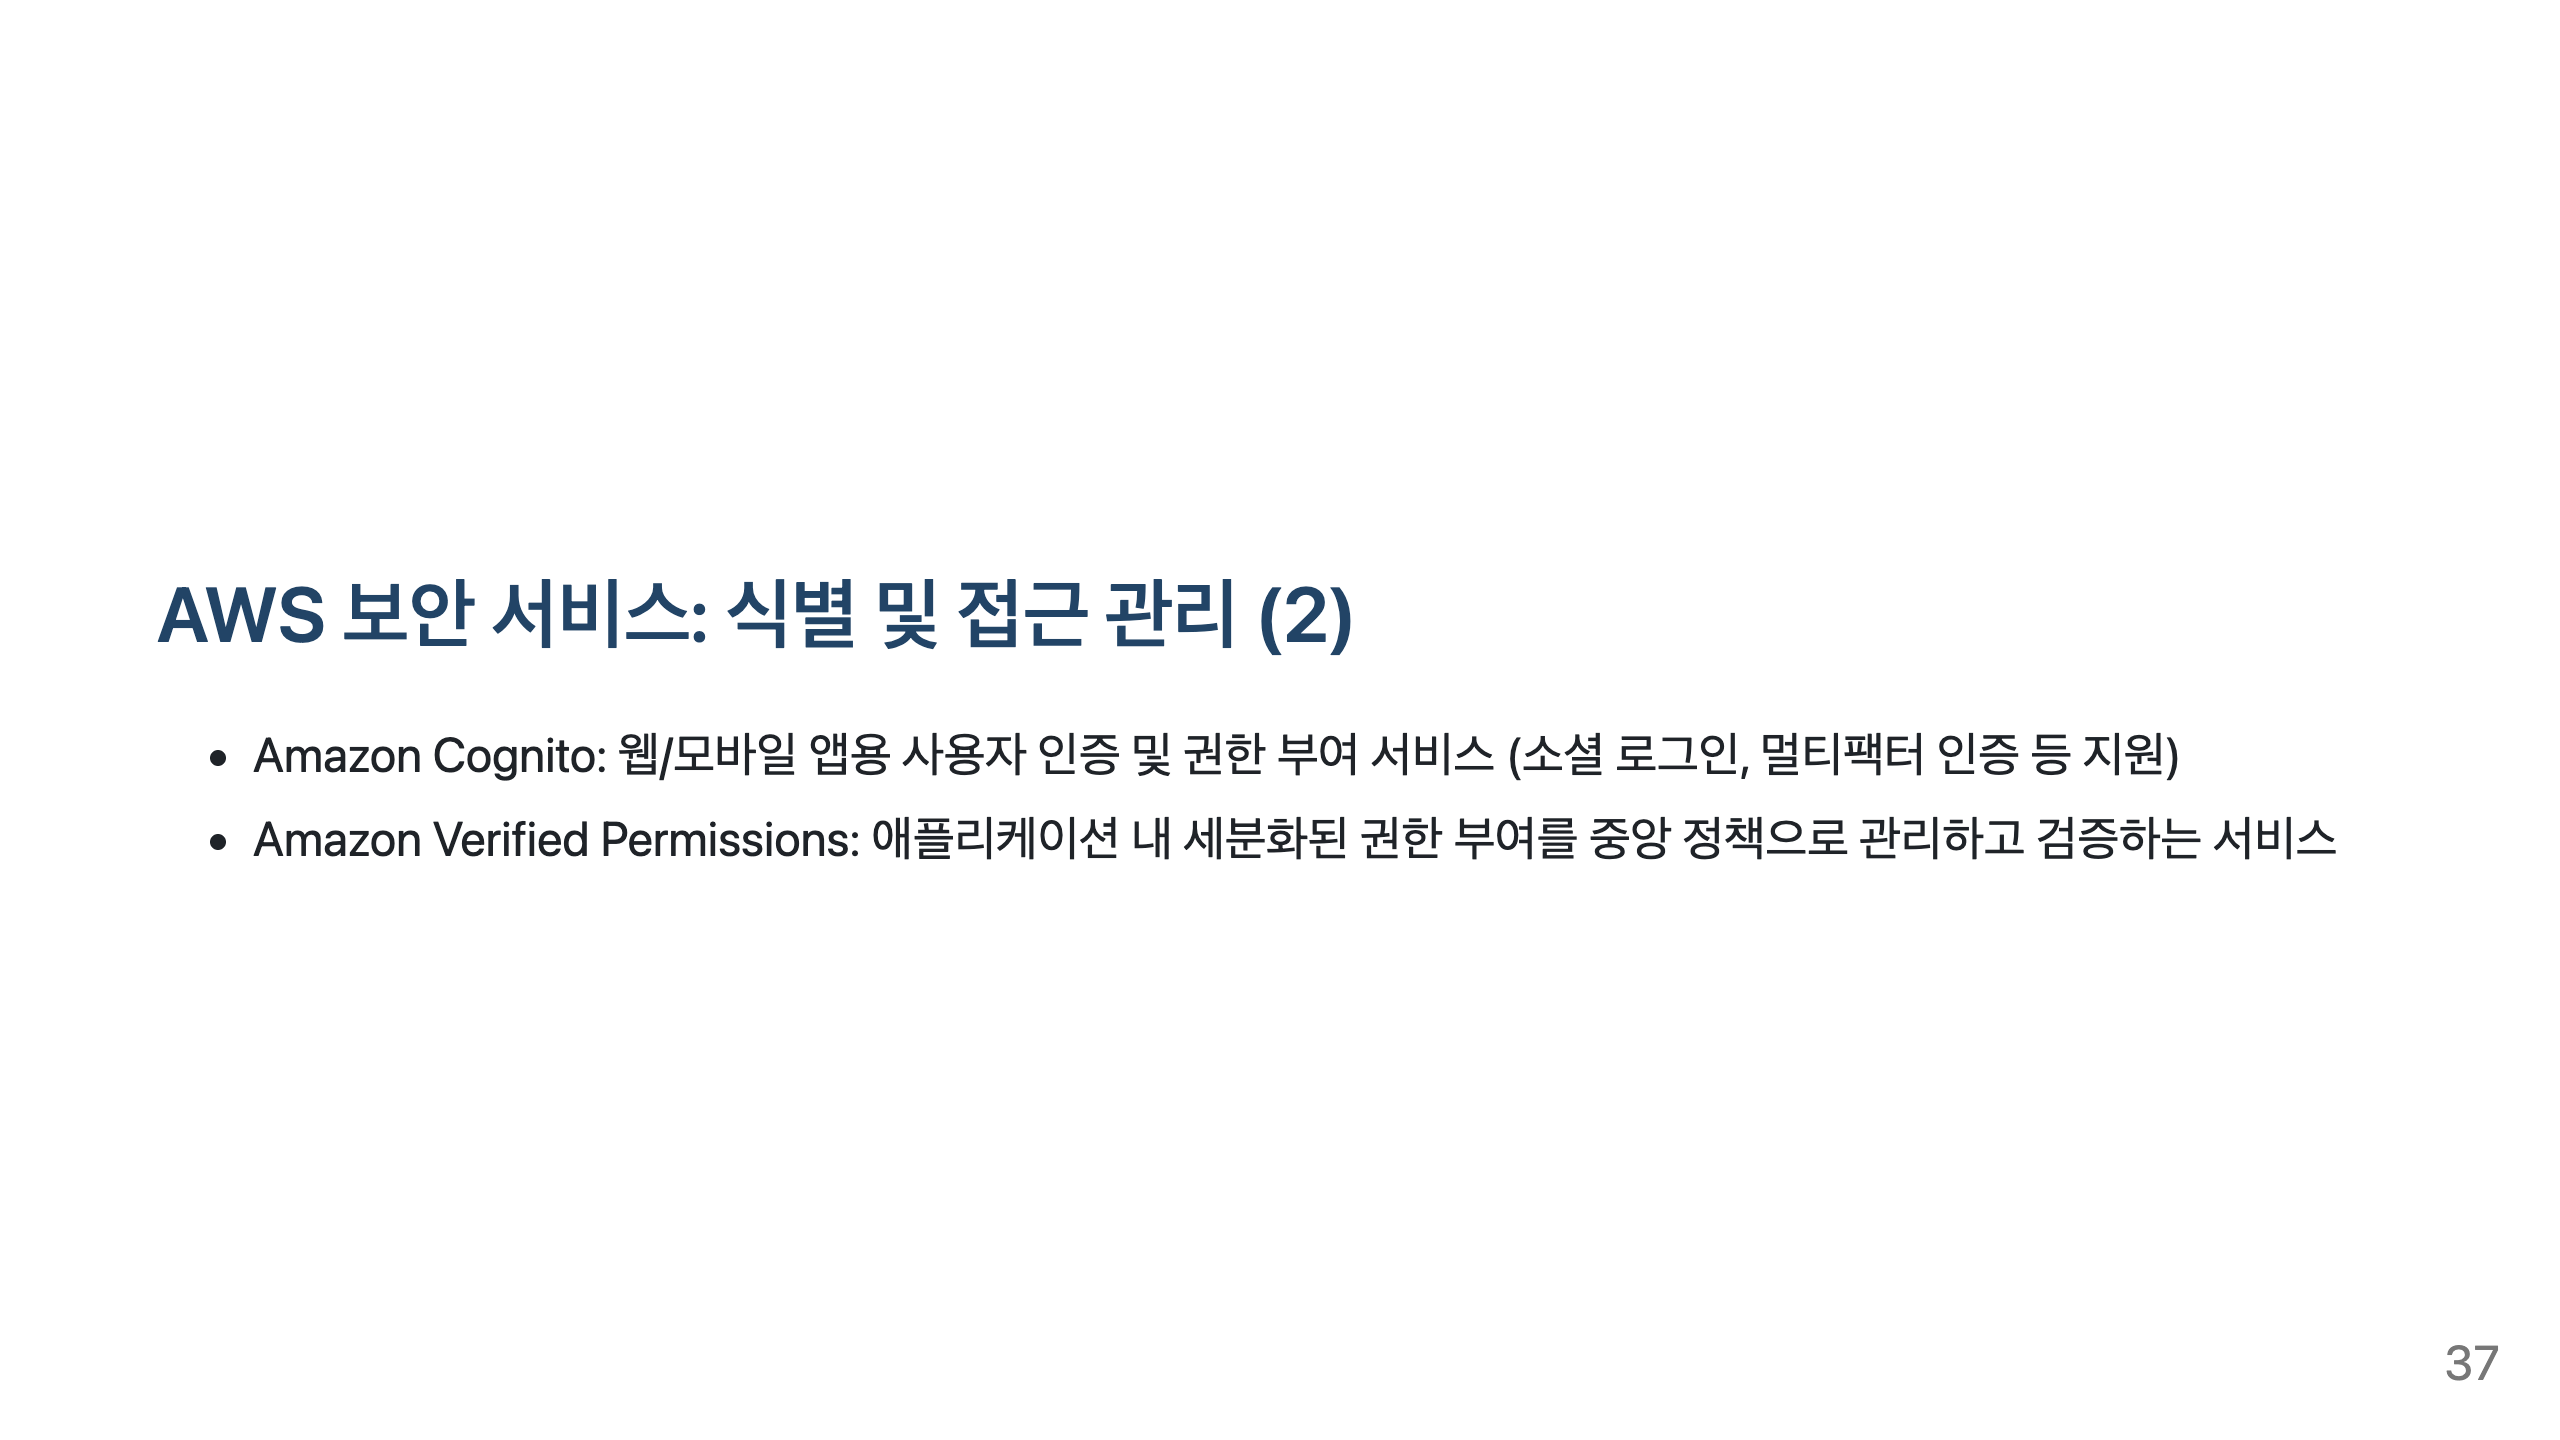 AWS 보안 서비스: 식별 및 접근 관리 (2)
• Amazon Cognito: 웹/모바일 앱용 사용자 인증 및 권한 부여 서비스 (소셜 로그인, 멀티팩터 인증 등 지원)
• Amazon Verified Permissions: 애플리케이션 내 세분화된 권한 부여를 중앙 정책으로 관리하고 검증하는 서비스
37